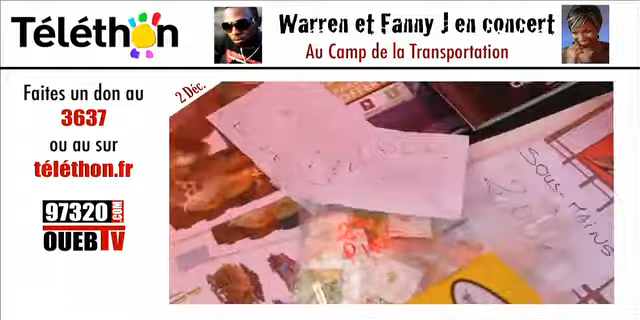 Téléthon
Warren et Fanny J en concert
Au Camp de la Transportation
Faites un don au
3637
ou au sur
téléthon.fr
97320.COM
OUEB TV
2 Déc.
SOUS-MAINS